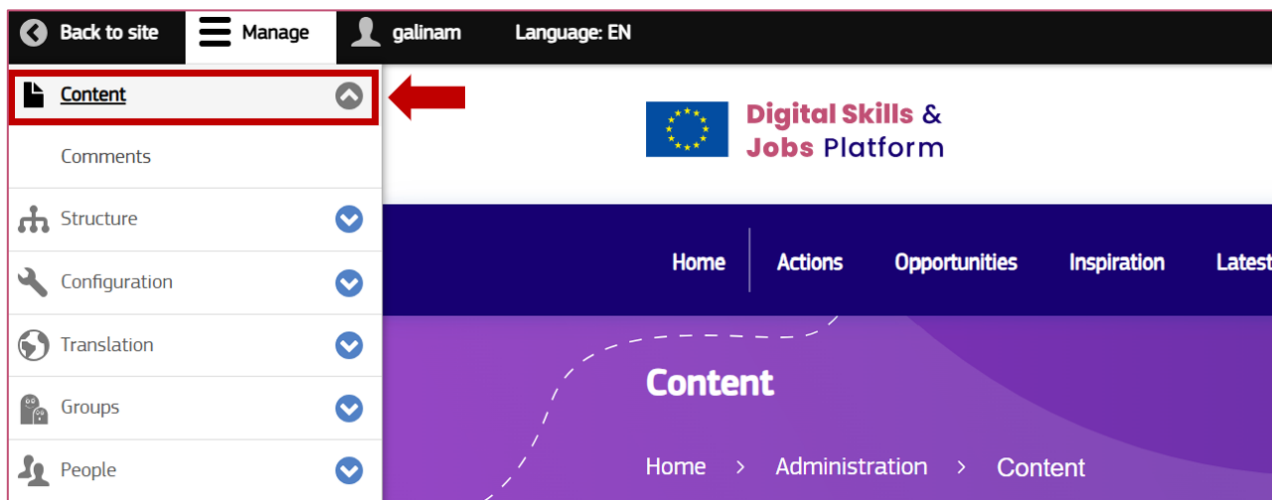 Back to site Manage galinam Language: EN
Content
Comments
Structure
Configuration
Translation
Groups
People
Digital Skills &
Jobs Platform
Home Actions Opportunities Inspiration Latest
Content
Home > Administration > Content